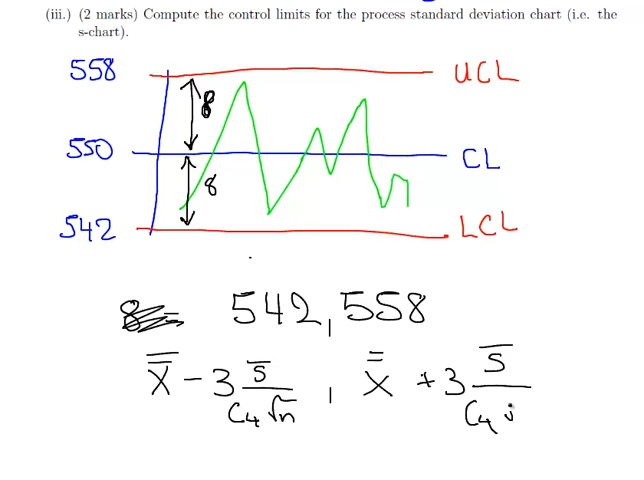 (iii.) (2 marks) Compute the control limits for the process standard deviation chart (i.e. the
s-chart).
558 UCL
8
550 CL
8
542 LCL
542, 558
X̿ - 3 s̄ / C₄ √n , X̿ + 3 s̄ / C₄